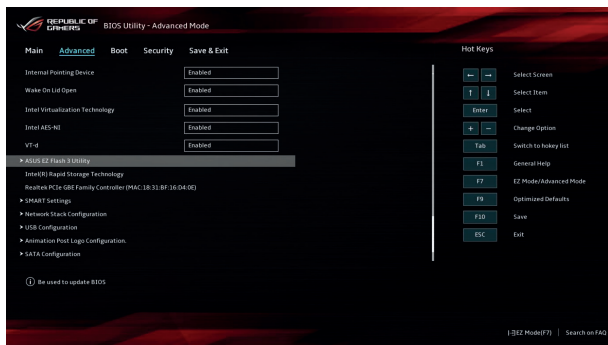 REPUBLIC OF GAMERS BIOS Utility - Advanced Mode
Main Advanced Boot Security Save & Exit
Hot Keys
Internal Pointing Device Enabled
Wake On Lid Open Enabled
Intel Virtualization Technology Enabled
Intel AES-NI Enabled
VT-d Enabled
> ASUS EZ Flash 3 Utility
Intel(R) Rapid Storage Technology
Realtek PCIe GBE Family Controller (MAC:18:31:BF:16:D4:0E)
> SMART Settings
> Network Stack Configuration
> USB Configuration
> Animation Post Logo Configuration.
> SATA Configuration
Be used to update BIOS
← → Select Screen
↑ ↓ Select Item
Enter Select
+ − Change Option
Tab Switch to hokey list
F1 General Help
F7 EZ Mode/Advanced Mode
F9 Optimized Defaults
F10 Save
ESC Exit
EZ Mode(F7) | Search on FAQ